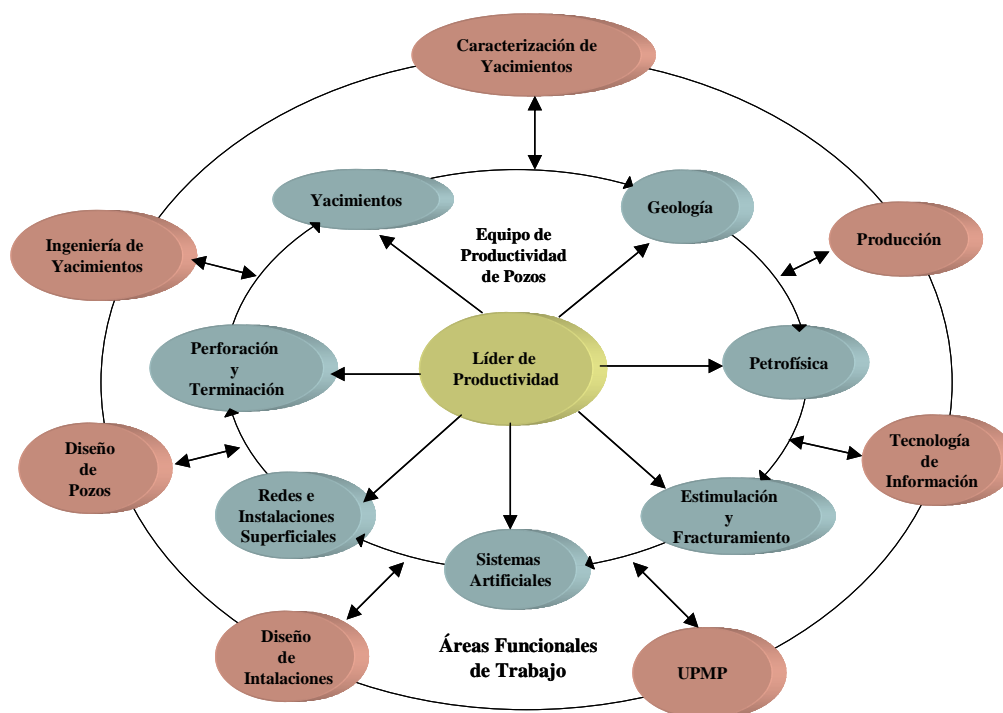 Caracterización de
Yacimientos
Yacimientos
Geología
Ingeniería de
Yacimientos
Equipo de
Productividad
de Pozos
Producción
Perforación
y
Terminación
Líder de
Productividad
Petrofísica
Diseño
de
Pozos
Tecnología
de
Información
Redes e
Instalaciones
Superficiales
Estimulación
y
Fracturamiento
Sistemas
Artificiales
Diseño
de
Intalaciones
Áreas Funcionales
de Trabajo
UPMP